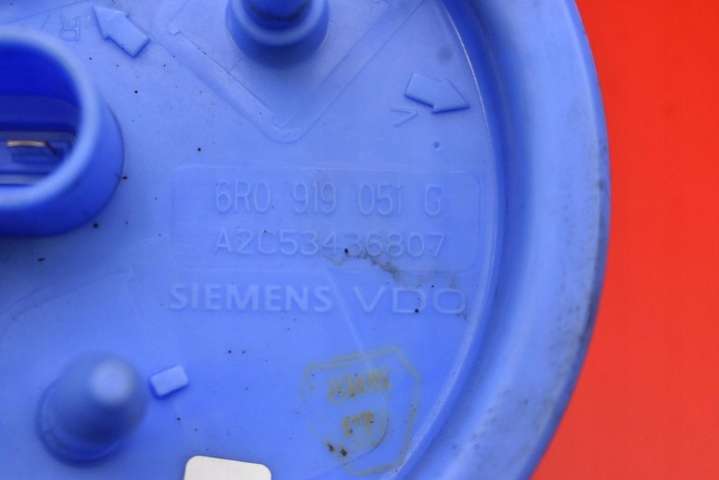 R
V
6R0 919 051 G
A2C53436807
SIEMENS VDO